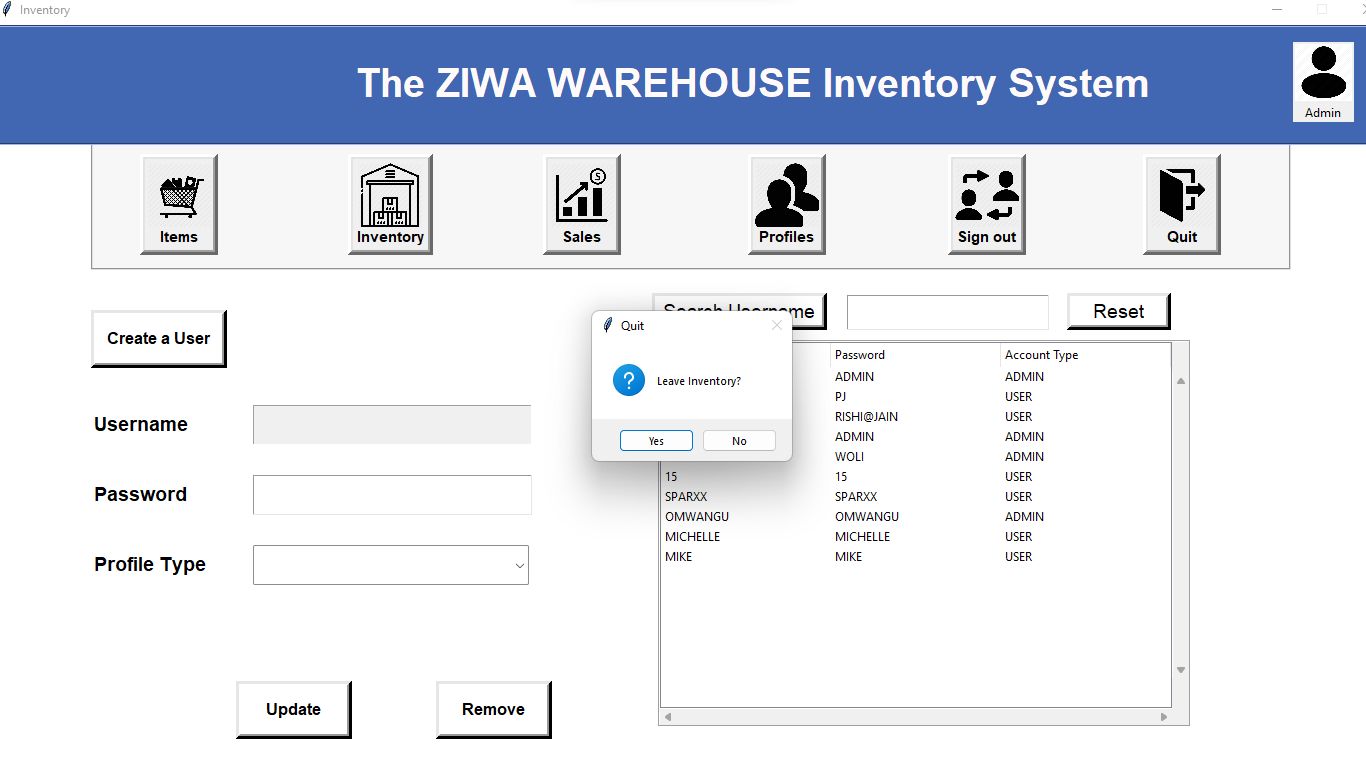 Inventory
The ZIWA WAREHOUSE Inventory System
Admin
Items Inventory Sales Profiles Sign out Quit
Create a User
Username
Password
Profile Type
Update Remove
Search Username Reset
Password Account Type
ADMIN ADMIN
PJ USER
RISHI@JAIN USER
ADMIN ADMIN
WOLI ADMIN
15 15 USER
SPARXX SPARXX USER
OMWANGU OMWANGU ADMIN
MICHELLE MICHELLE USER
MIKE MIKE USER
Quit
Leave Inventory?
Yes No